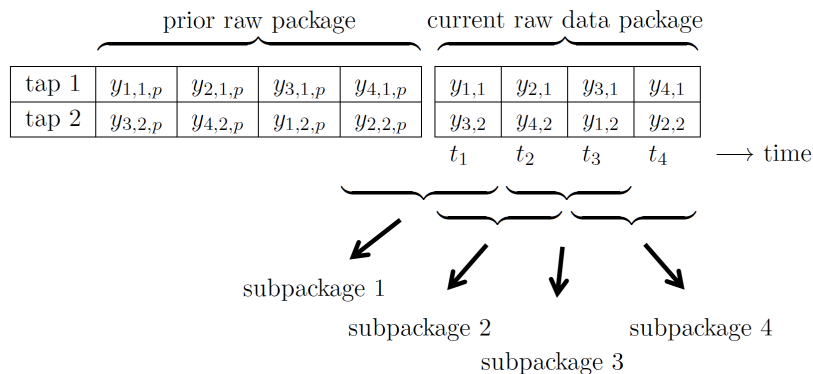 prior raw package current raw data package
tap 1 y1,1,p y2,1,p y3,1,p y4,1,p y1,1 y2,1 y3,1 y4,1
tap 2 y3,2,p y4,2,p y1,2,p y2,2,p y3,2 y4,2 y1,2 y2,2
t1 t2 t3 t4 ⟶ time
subpackage 1
subpackage 2 subpackage 4
subpackage 3